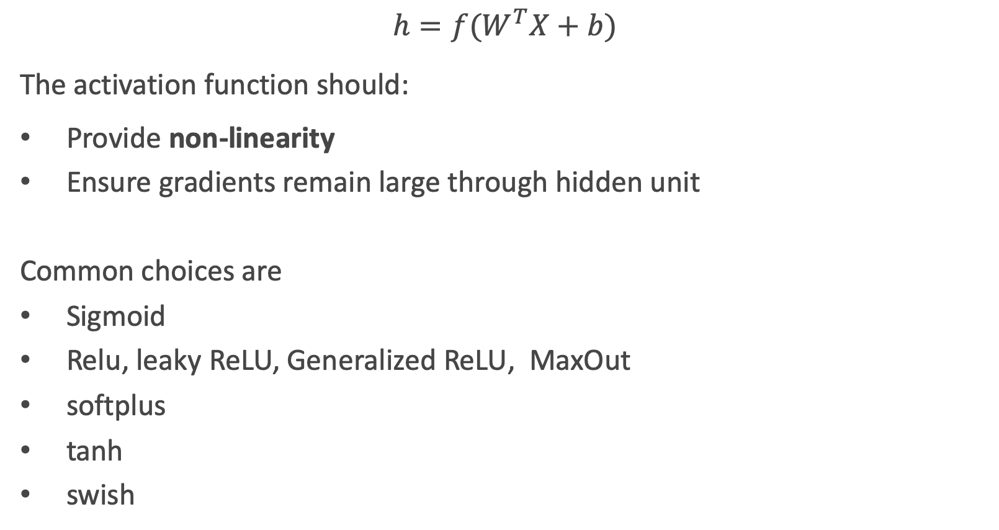 h = f(WᵀX + b)
The activation function should:
• Provide non-linearity
• Ensure gradients remain large through hidden unit
Common choices are
• Sigmoid
• Relu, leaky ReLU, Generalized ReLU,  MaxOut
• softplus
• tanh
• swish